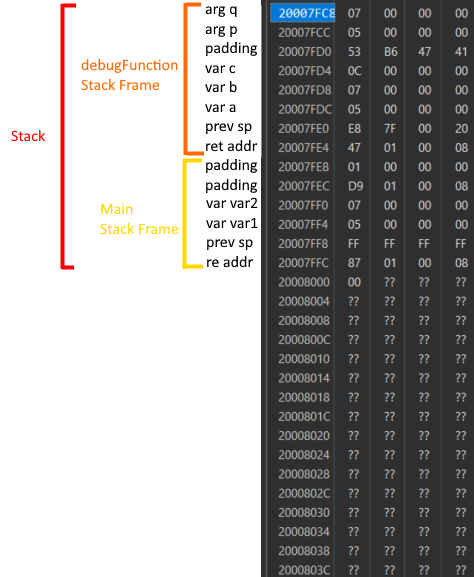 arg q 20007FC8 07 00 00 00
arg p 20007FCC 05 00 00 00
padding 20007FD0 53 B6 47 41
debugFunction var c 20007FD4 0C 00 00 00
Stack Frame var b 20007FD8 07 00 00 00
var a 20007FDC 05 00 00 00
prev sp 20007FE0 E8 7F 00 20
Stack ret addr 20007FE4 47 01 00 08
padding 20007FE8 01 00 00 00
padding 20007FEC D9 01 00 08
Main var var2 20007FF0 07 00 00 00
Stack Frame var var1 20007FF4 05 00 00 00
prev sp 20007FF8 FF FF FF FF
re addr 20007FFC 87 01 00 08
20008000 00 ?? ?? ??
20008004 ?? ?? ?? ??
20008008 ?? ?? ?? ??
2000800C ?? ?? ?? ??
20008010 ?? ?? ?? ??
20008014 ?? ?? ?? ??
20008018 ?? ?? ?? ??
2000801C ?? ?? ?? ??
20008020 ?? ?? ?? ??
20008024 ?? ?? ?? ??
20008028 ?? ?? ?? ??
2000802C ?? ?? ?? ??
20008030 ?? ?? ?? ??
20008034 ?? ?? ?? ??
20008038 ?? ?? ?? ??
2000803C ?? ?? ?? ??